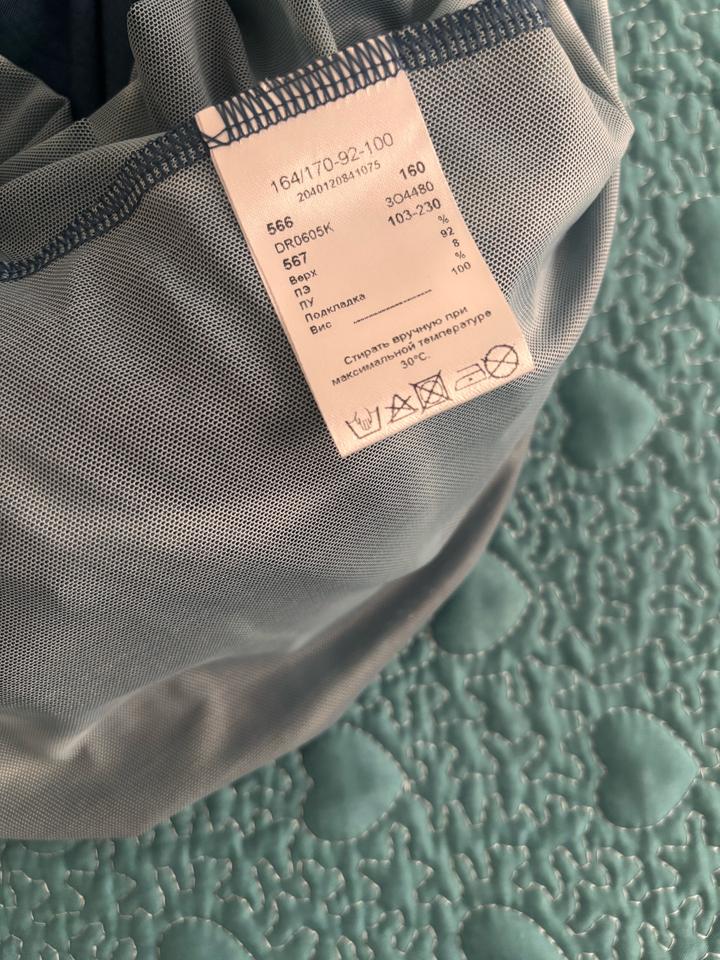 164/170-92-100
2040120841075
566 160
DR0605K ЗО4480
567 103-230
Верх %
ПЭ 92
ПУ 8
Подкладка %
Вис 100
Стирать вручную при
максимальной температуре
30°C.